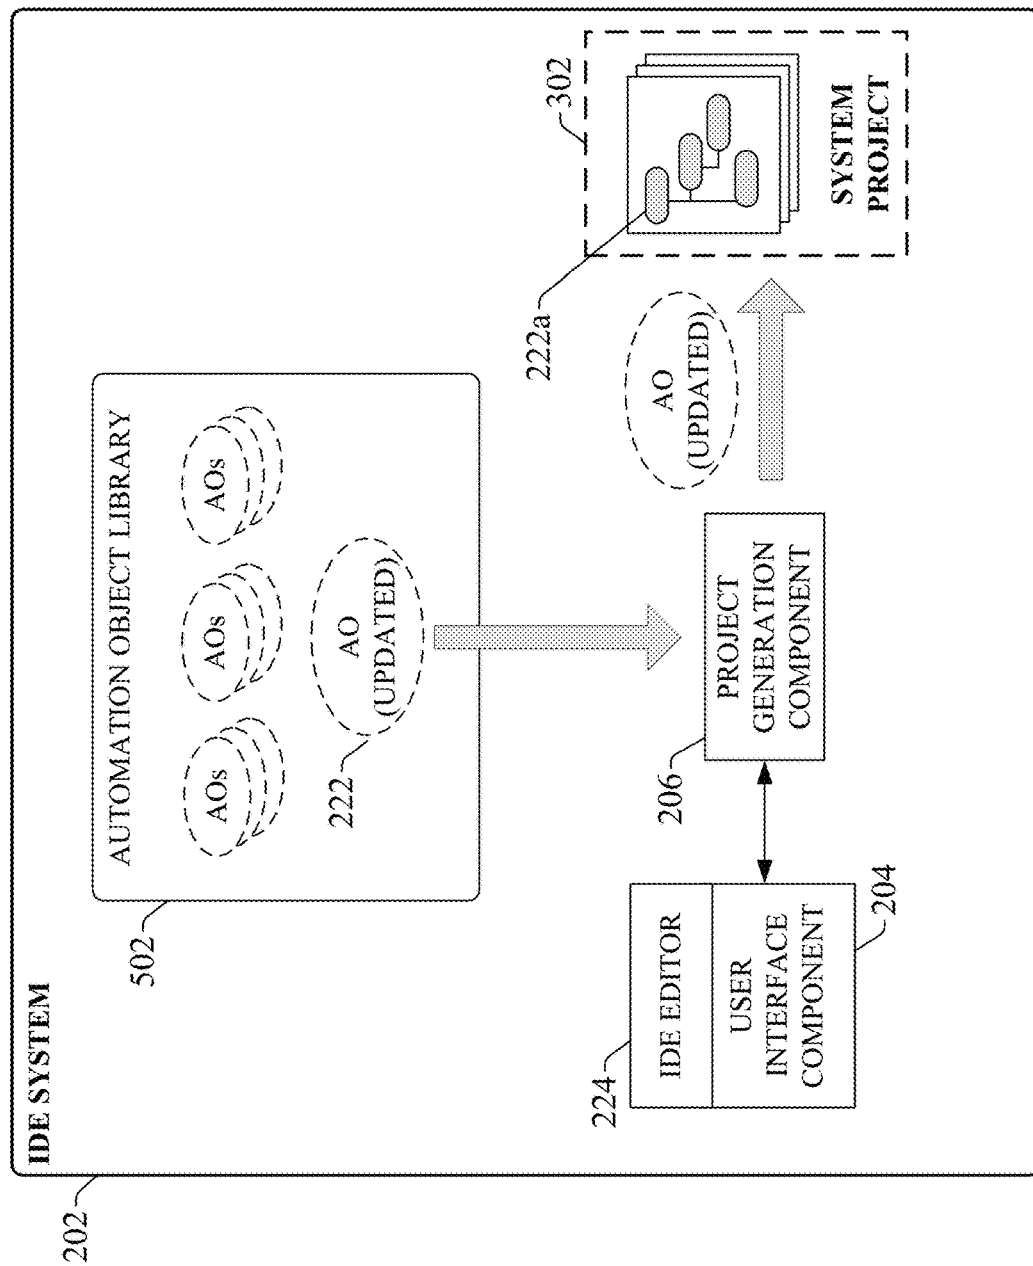 202
IDE SYSTEM
502
AUTOMATION OBJECT LIBRARY
AOs
AOs
AOs
222
AO
(UPDATED)
224
IDE EDITOR
USER
INTERFACE
COMPONENT
204
206
PROJECT
GENERATION
COMPONENT
AO
(UPDATED)
222a
302
SYSTEM
PROJECT